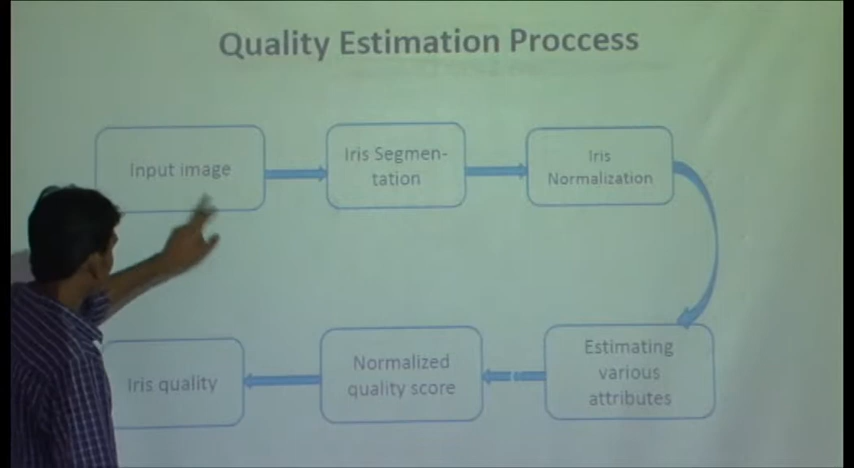 Quality Estimation Proccess
Input image
Iris Segmen-
tation
Iris
Normalization
Estimating
various
attributes
Normalized
quality score
Iris quality